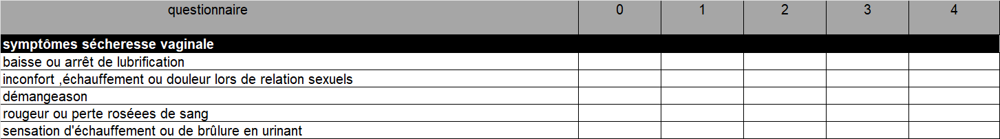 questionnaire 0 1 2 3 4
symptômes sécheresse vaginale
baisse ou arrêt de lubrification
inconfort ,échauffement ou douleur lors de relation sexuels
démangeason
rougeur ou perte roséees de sang
sensation d'échauffement ou de brûlure en urinant